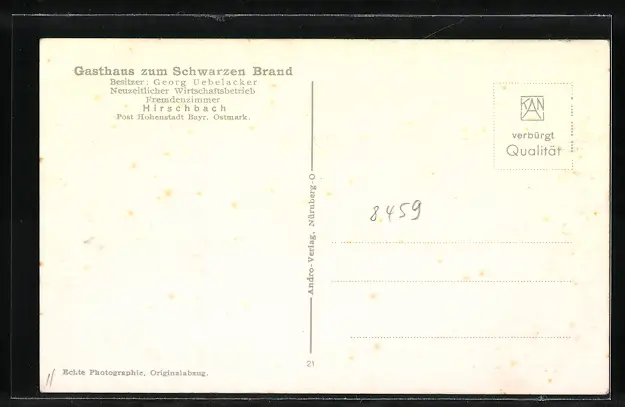 Gasthaus zum Schwarzen Brand
Besitzer: Georg Uebelacker
Neuzeitlicher Wirtschaftsbetrieb
Fremdenzimmer
Hirschbach
Post Hohenstadt Bayr. Ostmark.
KAN
verbürgt
Qualität
8459
Andro-Verlag, Nürnberg-O
21
Echte Photographie, Originalabzug.